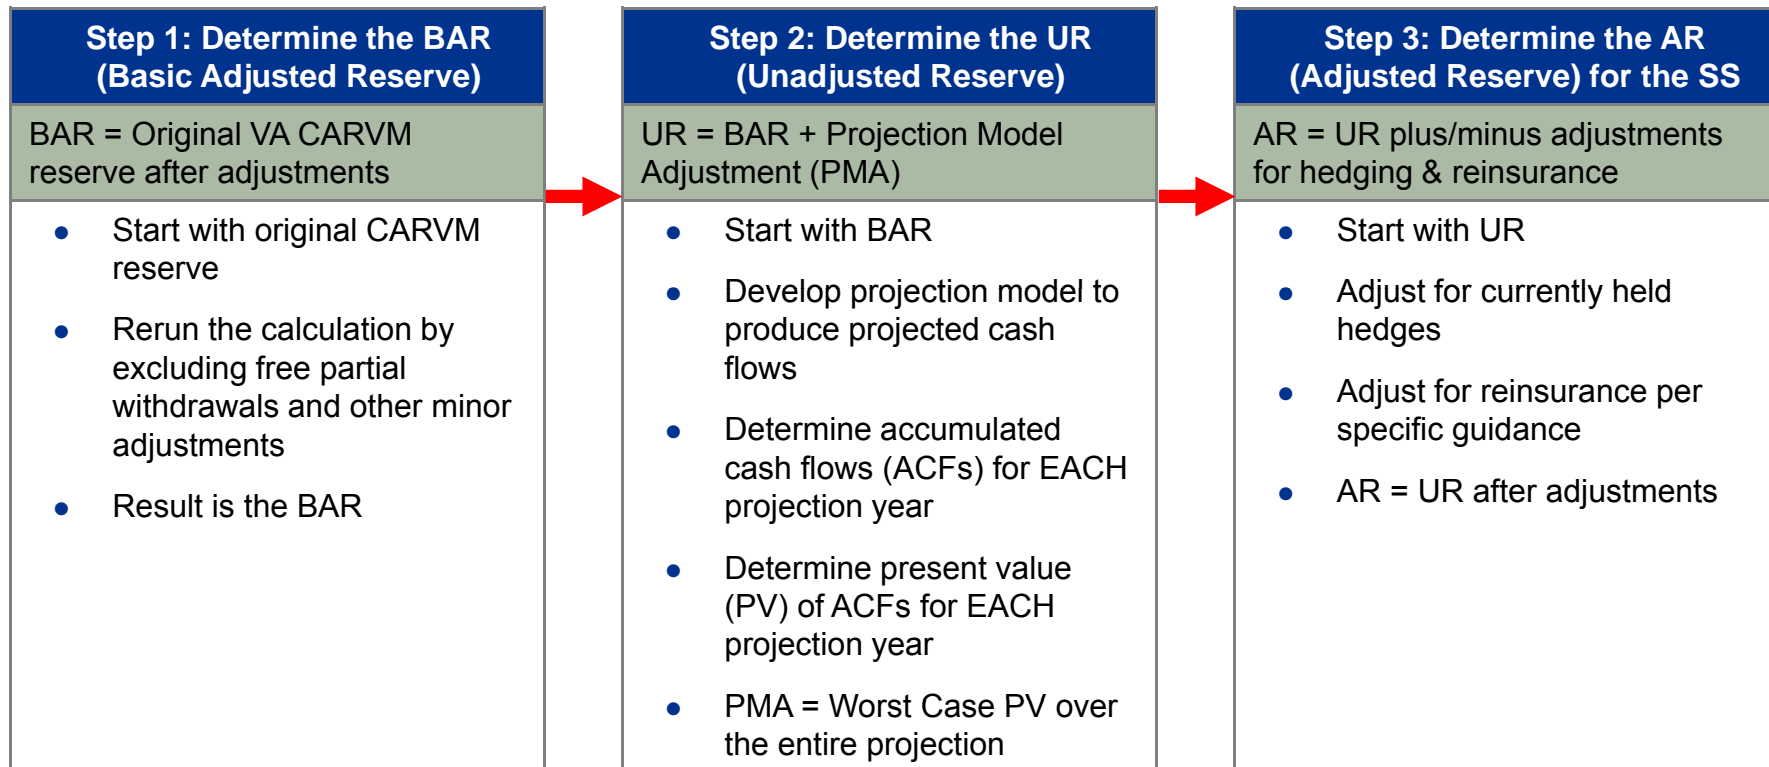 Step 1: Determine the BAR
(Basic Adjusted Reserve)
BAR = Original VA CARVM
reserve after adjustments
● Start with original CARVM
reserve
● Rerun the calculation by
excluding free partial
withdrawals and other minor
adjustments
● Result is the BAR
Step 2: Determine the UR
(Unadjusted Reserve)
UR = BAR + Projection Model
Adjustment (PMA)
● Start with BAR
● Develop projection model to
produce projected cash
flows
● Determine accumulated
cash flows (ACFs) for EACH
projection year
● Determine present value
(PV) of ACFs for EACH
projection year
● PMA = Worst Case PV over
the entire projection
Step 3: Determine the AR
(Adjusted Reserve) for the SS
AR = UR plus/minus adjustments
for hedging & reinsurance
● Start with UR
● Adjust for currently held
hedges
● Adjust for reinsurance per
specific guidance
● AR = UR after adjustments